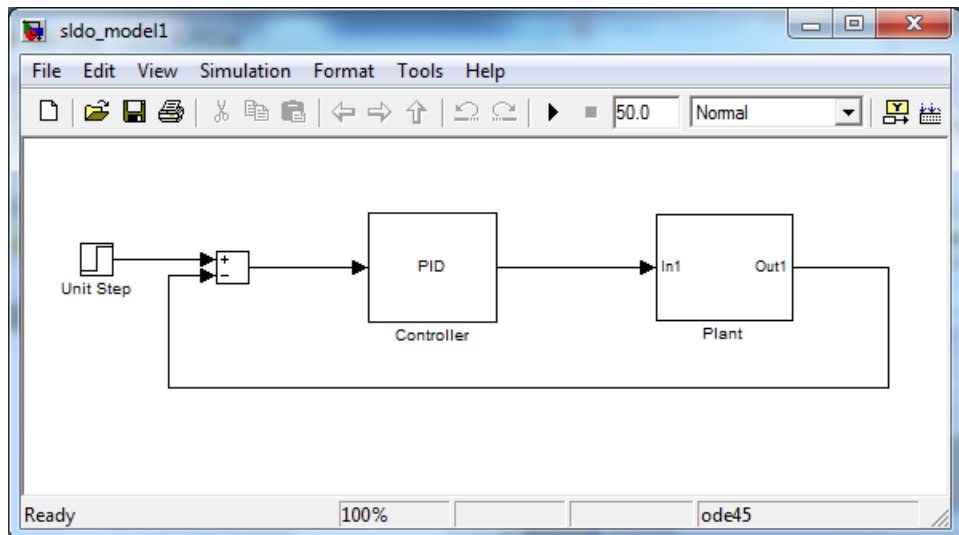 sldo_model1
File Edit View Simulation Format Tools Help
50.0 Normal
+
−
Unit Step
PID
Controller
In1 Out1
Plant
Ready 100% ode45